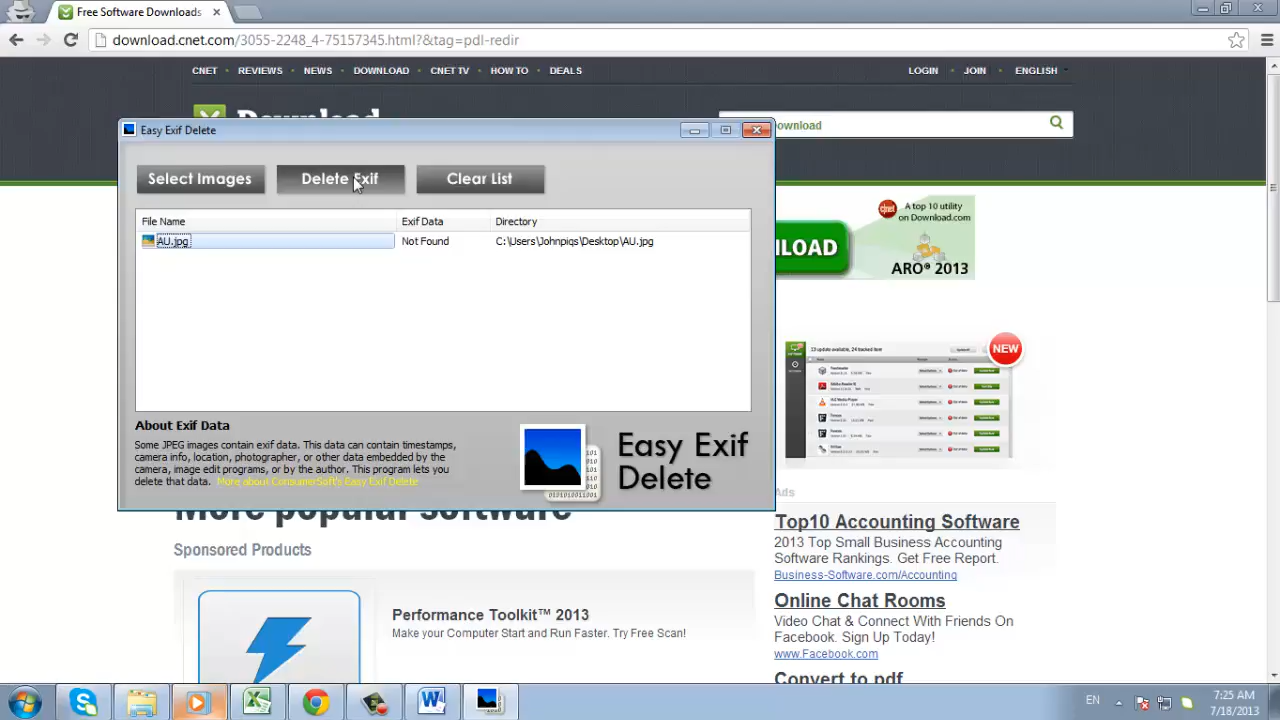 Free Software Downloads
download.cnet.com/3055-2248_4-75157345.html?&tag=pdl-redir
CNET REVIEWS NEWS DOWNLOAD CNET TV HOW TO DEALS
LOGIN JOIN ENGLISH
Download
ownload
Easy Exif Delete
Select Images Delete Exif Clear List
File Name Exif Data Directory
AU.jpg Not Found C:\Users\Johnpiqs\Desktop\AU.jpg
About Exif Data
Some JPEG images contain exif data. This data can contain timestamps,
camera info, location, author, or other data embedded by the
camera, image edit programs, or by the author. This program lets you
delete that data. More about ConsumerSoft's Easy Exif Delete
Easy Exif
Delete
cnet
A top 10 utility
on Download.com
NLOAD
ARO® 2013
NEW
More popular software
Sponsored Products
Performance Toolkit™ 2013
Make your Computer Start and Run Faster. Try Free Scan!
Ads
Top10 Accounting Software
2013 Top Small Business Accounting
Software Rankings. Get Free Report.
Business-Software.com/Accounting
Online Chat Rooms
Video Chat & Connect With Friends On
Facebook. Sign Up Today!
www.Facebook.com
Convert to pdf
EN
7:25 AM
7/18/2013